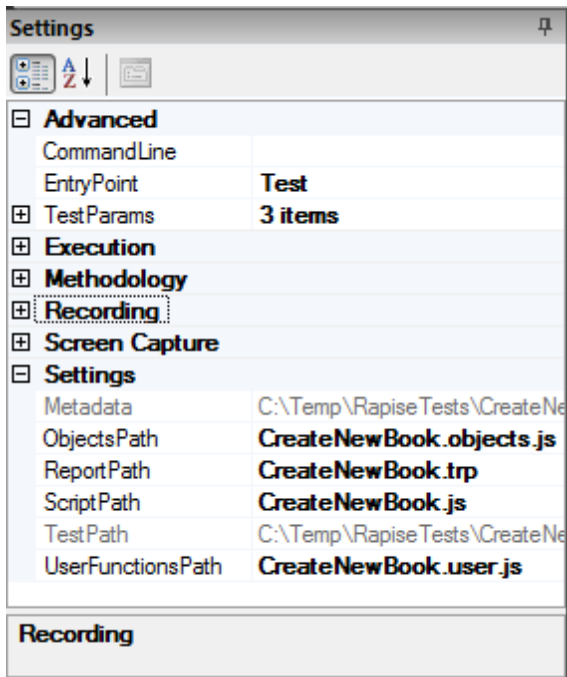 Settings
Advanced
CommandLine
EntryPoint Test
TestParams 3 items
Execution
Methodology
Recording
Screen Capture
Settings
Metadata C:\Temp\RapiseTests\CreateNe
ObjectsPath CreateNewBook.objects.js
ReportPath CreateNewBook.trp
ScriptPath CreateNewBook.js
TestPath C:\Temp\RapiseTests\CreateNe
UserFunctionsPath CreateNewBook.user.js
Recording